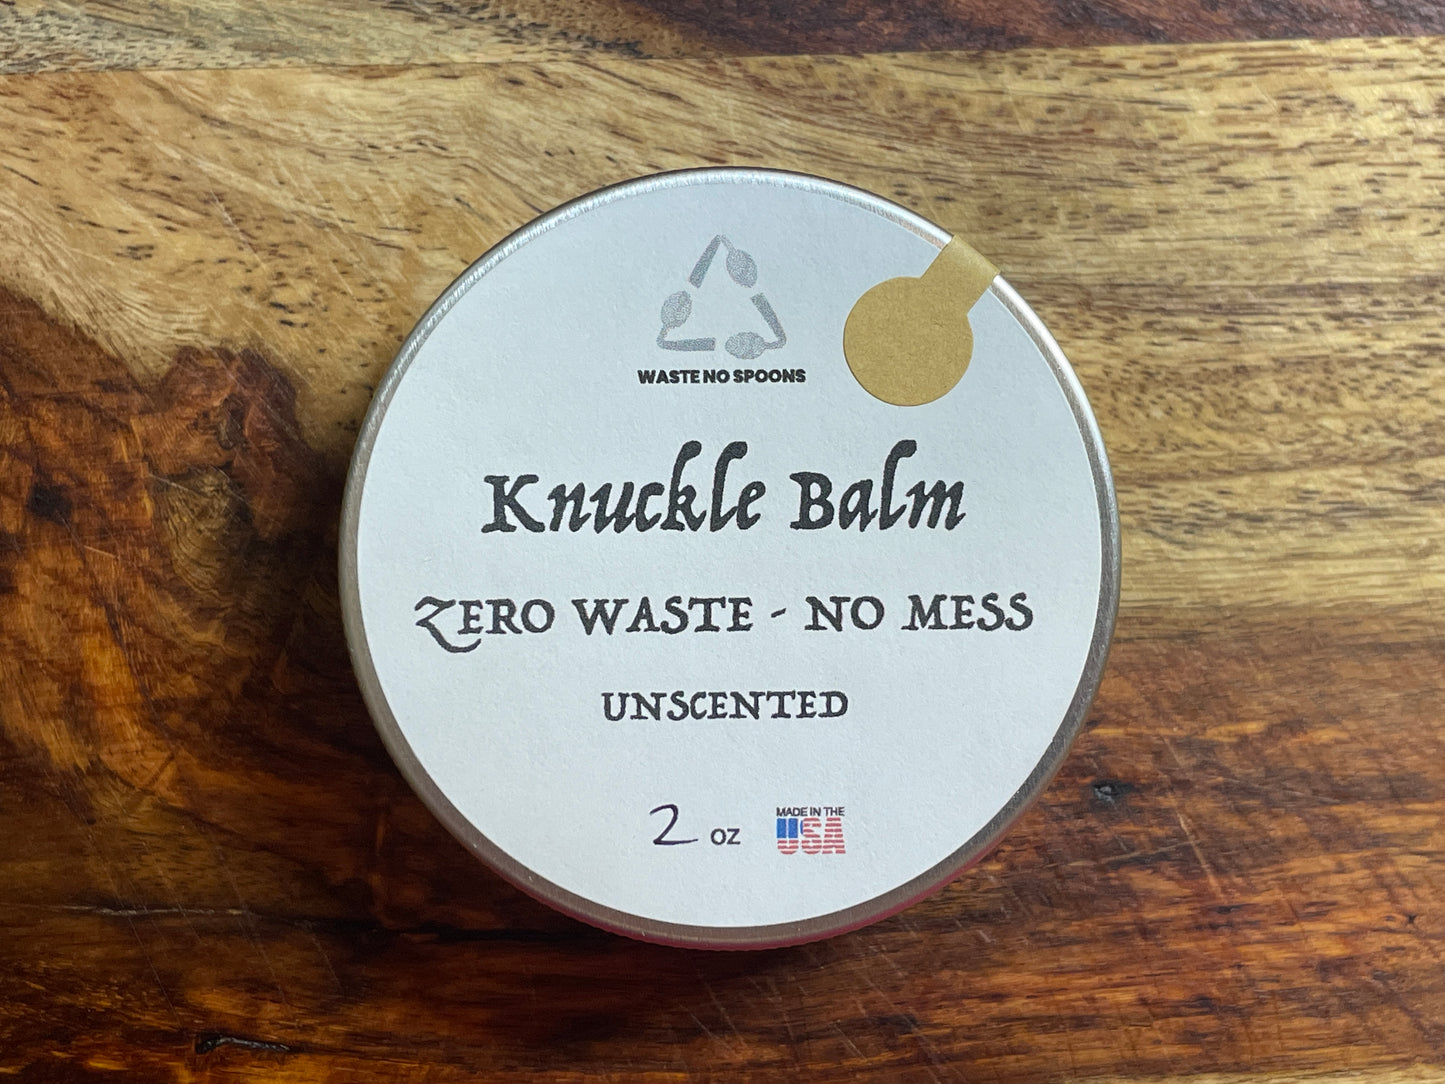 WASTE NO SPOONS
Knuckle Balm
ZERO WASTE - NO MESS
UNSCENTED
2 oz
MADE IN THE
USA